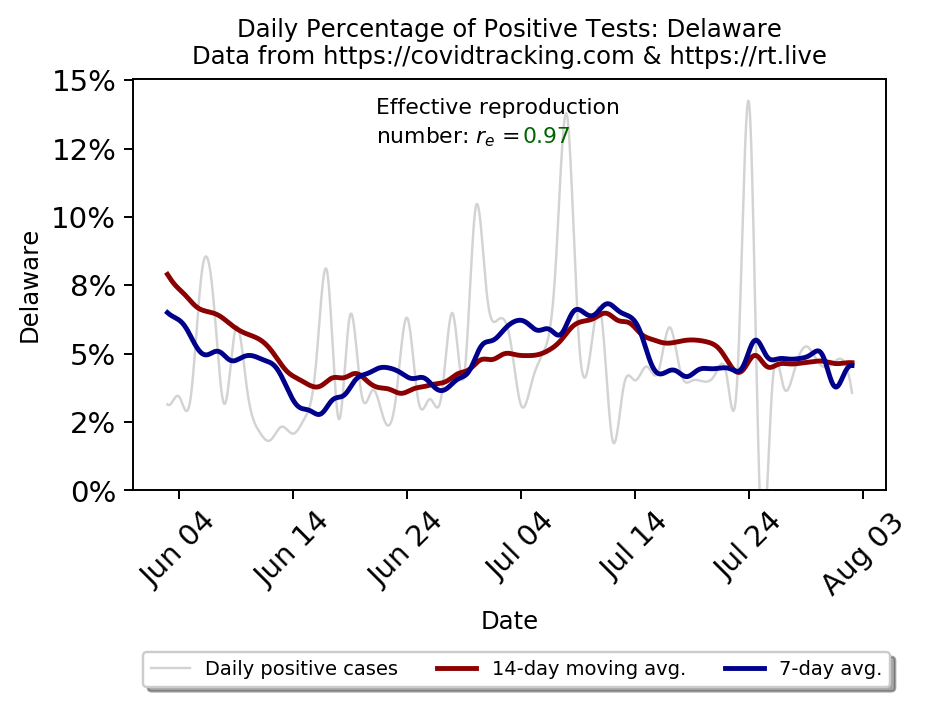 Daily Percentage of Positive Tests: Delaware
Data from https://covidtracking.com & https://rt.live
15%
12%
10%
8%
5%
2%
0%
Delaware
Effective reproduction
number: rₑ =0.97
Jun 04
Jun 14
Jun 24
Jul 04
Jul 14
Jul 24
Aug 03
Date
Daily positive cases
14-day moving avg.
7-day avg.